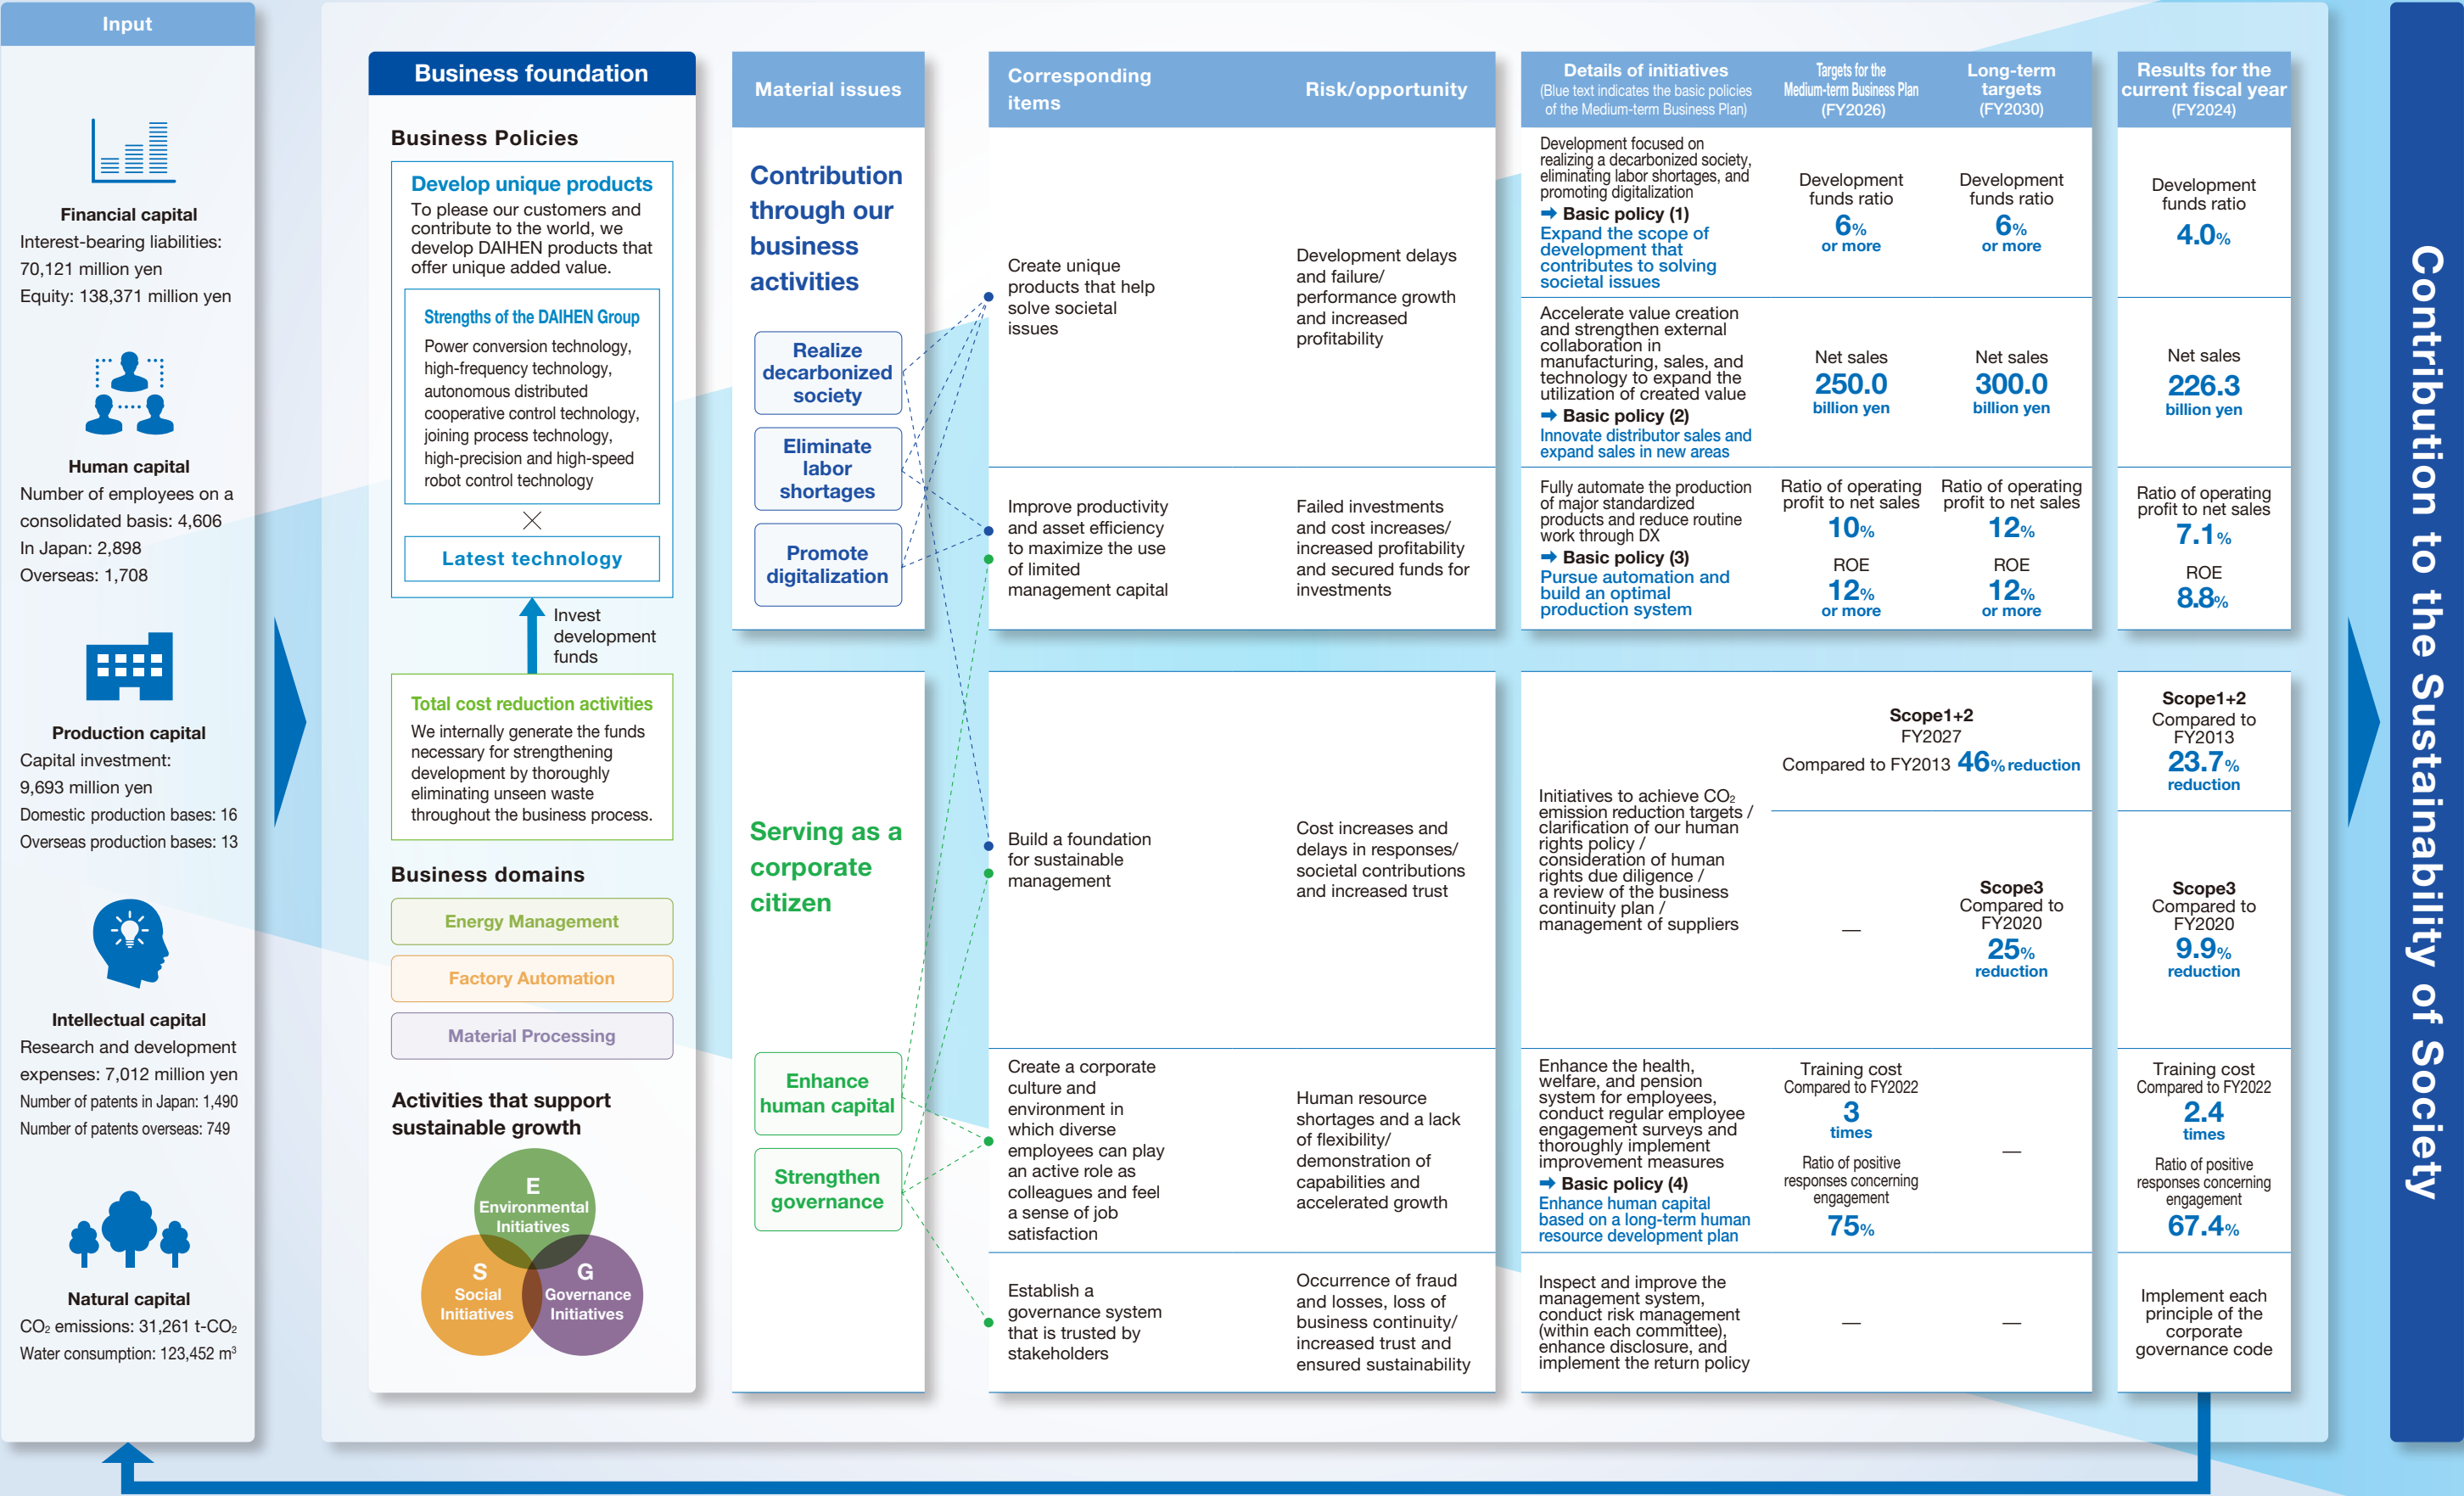 Input
Financial capital
Interest-bearing liabilities:
70,121 million yen
Equity: 138,371 million yen
Human capital
Number of employees on a
consolidated basis: 4,606
In Japan: 2,898
Overseas: 1,708
Production capital
Capital investment:
9,693 million yen
Domestic production bases: 16
Overseas production bases: 13
Intellectual capital
Research and development
expenses: 7,012 million yen
Number of patents in Japan: 1,490
Number of patents overseas: 749
Natural capital
CO₂ emissions: 31,261 t-CO₂
Water consumption: 123,452 m³
Business foundation
Business Policies
Develop unique products
To please our customers and
contribute to the world, we
develop DAIHEN products that
offer unique added value.
Strengths of the DAIHEN Group
Power conversion technology,
high-frequency technology,
autonomous distributed
cooperative control technology,
joining process technology,
high-precision and high-speed
robot control technology
×
Latest technology
Invest
development
funds
Total cost reduction activities
We internally generate the funds
necessary for strengthening
development by thoroughly
eliminating unseen waste
throughout the business process.
Business domains
Energy Management
Factory Automation
Material Processing
Activities that support
sustainable growth
E
Environmental
Initiatives
S
Social
Initiatives
G
Governance
Initiatives
Material issues
Contribution
through our
business
activities
Realize
decarbonized
society
Eliminate
labor
shortages
Promote
digitalization
Serving as a
corporate
citizen
Enhance
human capital
Strengthen
governance
Corresponding
items
Risk/opportunity
Create unique
products that help
solve societal
issues
Development delays
and failure/
performance growth
and increased
profitability
Improve productivity
and asset efficiency
to maximize the use
of limited
management capital
Failed investments
and cost increases/
increased profitability
and secured funds for
investments
Build a foundation
for sustainable
management
Cost increases and
delays in responses/
societal contributions
and increased trust
Create a corporate
culture and
environment in
which diverse
employees can play
an active role as
colleagues and feel
a sense of job
satisfaction
Human resource
shortages and a lack
of flexibility/
demonstration of
capabilities and
accelerated growth
Establish a
governance system
that is trusted by
stakeholders
Occurrence of fraud
and losses, loss of
business continuity/
increased trust and
ensured sustainability
Details of initiatives
(Blue text indicates the basic policies
of the Medium-term Business Plan)
Targets for the
Medium-term Business Plan
(FY2026)
Long-term
targets
(FY2030)
Results for the
current fiscal year
(FY2024)
Development focused on
realizing a decarbonized society,
eliminating labor shortages, and
promoting digitalization
➡ Basic policy (1)
Expand the scope of
development that
contributes to solving
societal issues
Development
funds ratio
6%
or more
Development
funds ratio
6%
or more
Development
funds ratio
4.0%
Accelerate value creation
and strengthen external
collaboration in
manufacturing, sales, and
technology to expand the
utilization of created value
➡ Basic policy (2)
Innovate distributor sales and
expand sales in new areas
Net sales
250.0
billion yen
Net sales
300.0
billion yen
Net sales
226.3
billion yen
Fully automate the production
of major standardized
products and reduce routine
work through DX
➡ Basic policy (3)
Pursue automation and
build an optimal
production system
Ratio of operating
profit to net sales
10%
ROE
12%
or more
Ratio of operating
profit to net sales
12%
ROE
12%
or more
Ratio of operating
profit to net sales
7.1%
ROE
8.8%
Initiatives to achieve CO₂
emission reduction targets /
clarification of our human
rights policy /
consideration of human
rights due diligence /
a review of the business
continuity plan /
management of suppliers
Scope1+2
FY2027
Compared to FY2013 46% reduction
Scope1+2
Compared to
FY2013
23.7%
reduction
—
Scope3
Compared to
FY2020
25%
reduction
Scope3
Compared to
FY2020
9.9%
reduction
Enhance the health,
welfare, and pension
system for employees,
conduct regular employee
engagement surveys and
thoroughly implement
improvement measures
➡ Basic policy (4)
Enhance human capital
based on a long-term human
resource development plan
Training cost
Compared to FY2022
3
times
Ratio of positive
responses concerning
engagement
75%
—
Training cost
Compared to FY2022
2.4
times
Ratio of positive
responses concerning
engagement
67.4%
Inspect and improve the
management system,
conduct risk management
(within each committee),
enhance disclosure, and
implement the return policy
—
—
Implement each
principle of the
corporate
governance code
Contribution to the Sustainability of Society